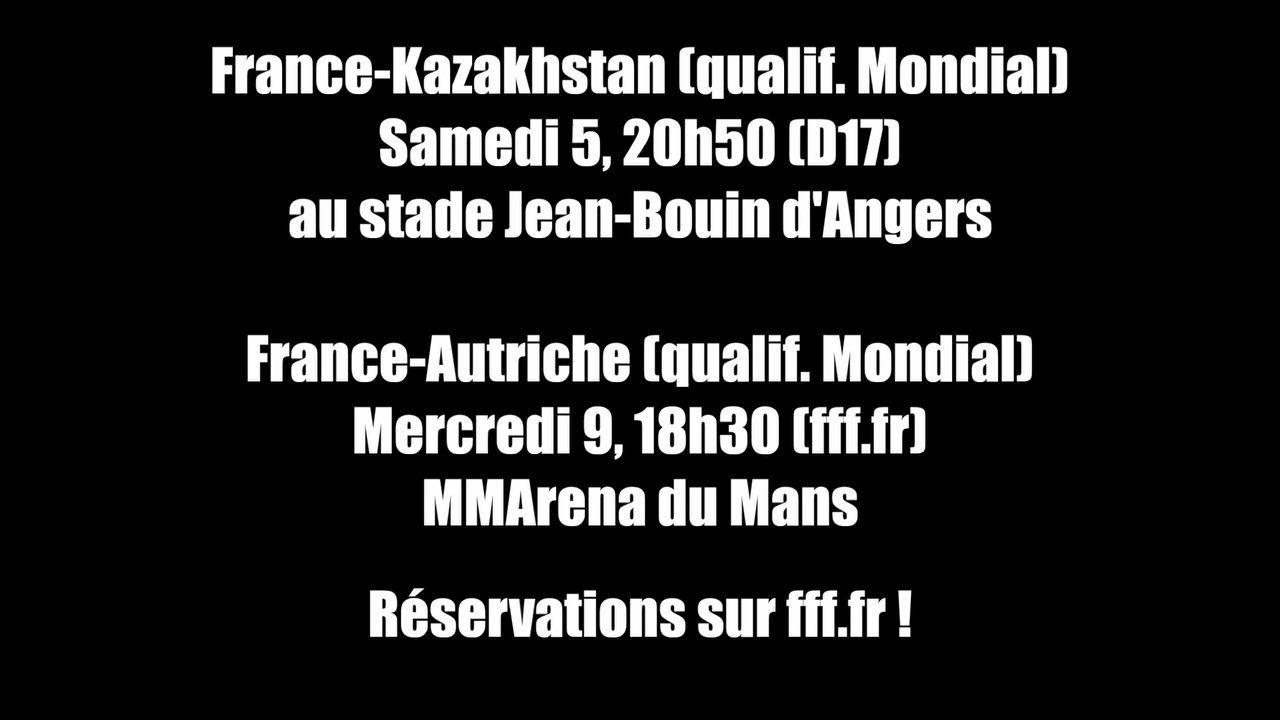 France-Kazakhstan (qualif. Mondial)
Samedi 5, 20h50 (D17)
au stade Jean-Bouin d'Angers
France-Autriche (qualif. Mondial)
Mercredi 9, 18h30 (fff.fr)
MMArena du Mans
Réservations sur fff.fr !